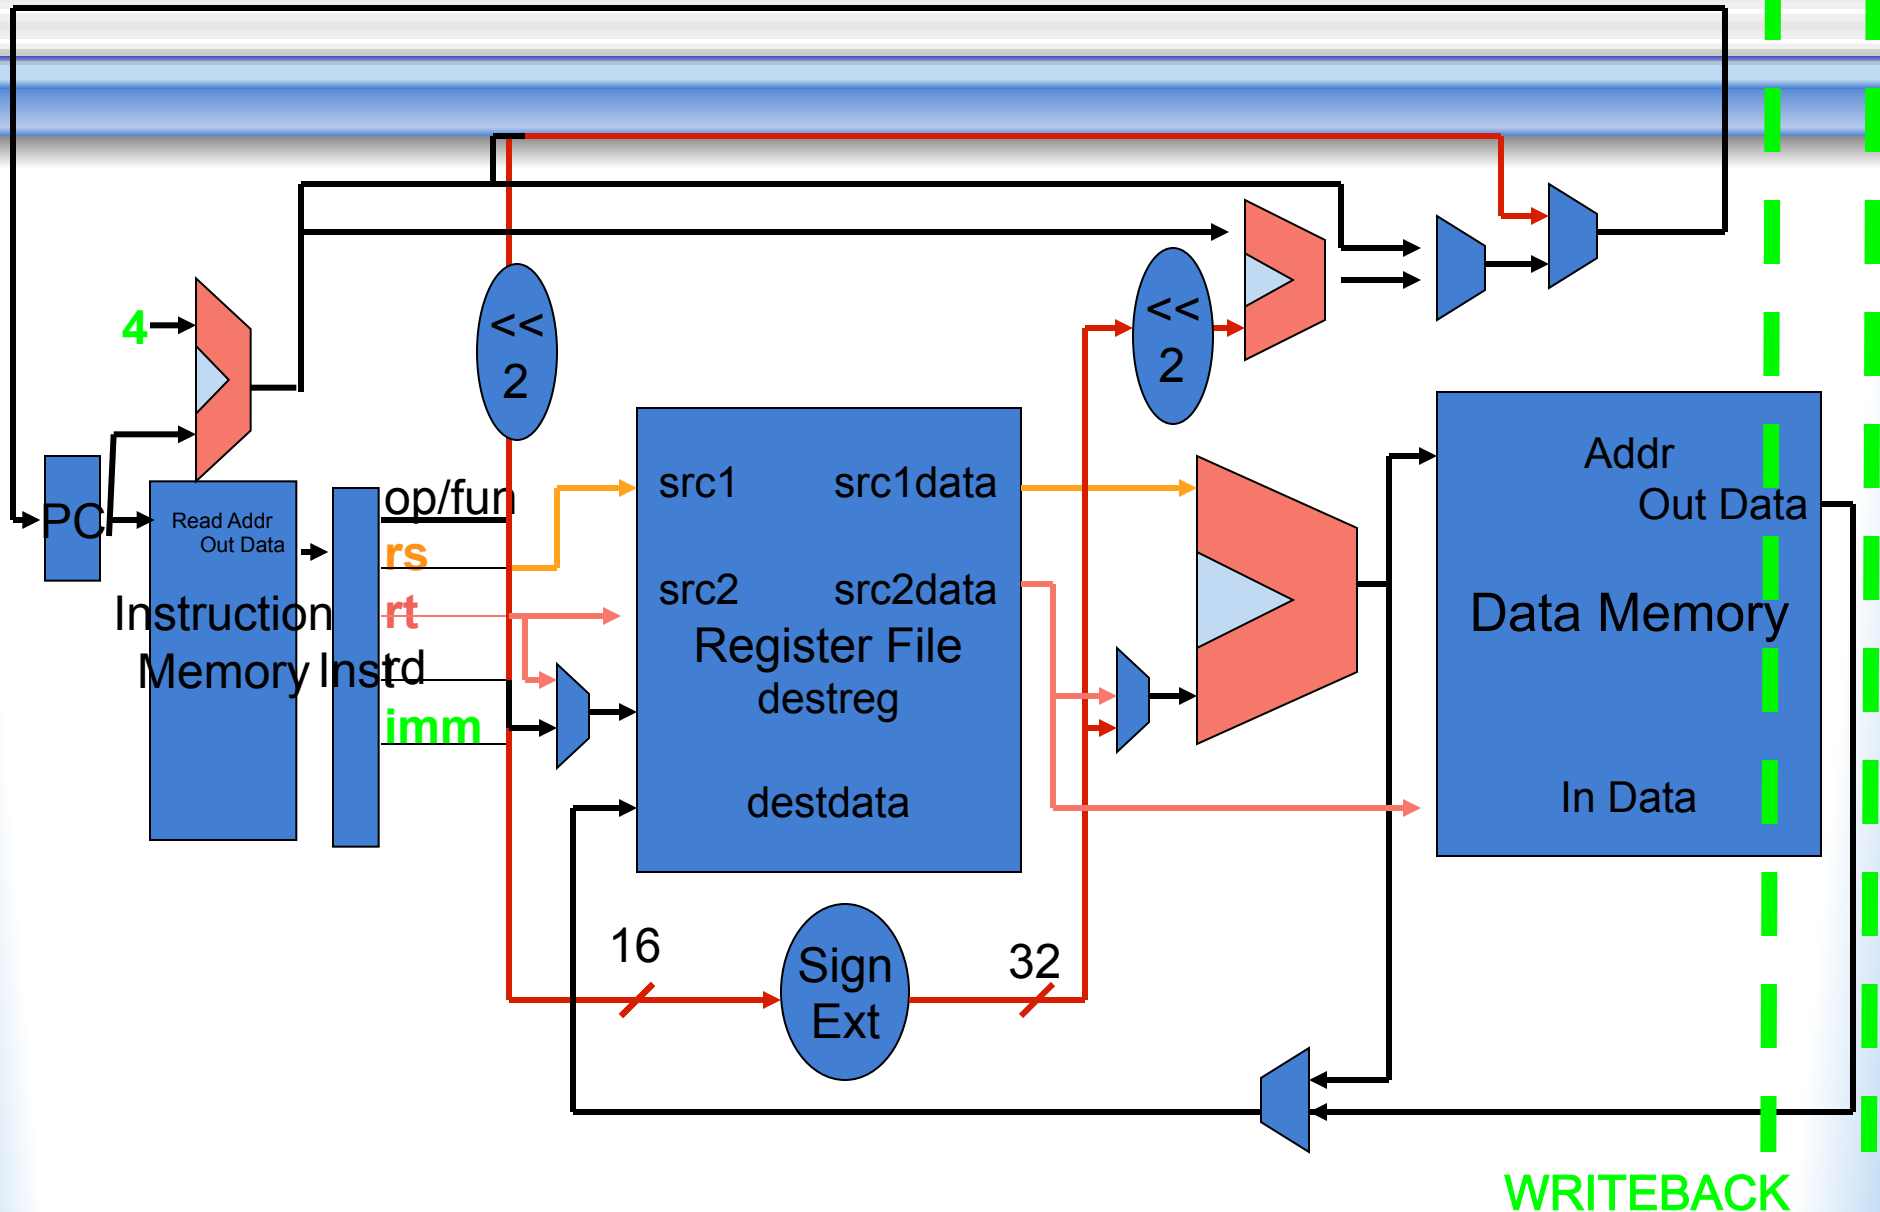 <<
2
<<
2
4
PC
Read Addr
Out Data
Instruction
Memory
Inst
op/fun
rs
rt
rd
imm
src1
src1data
src2
src2data
Register File
destreg
destdata
Addr
Out Data
Data Memory
In Data
16
Sign
Ext
32
WRITEBACK